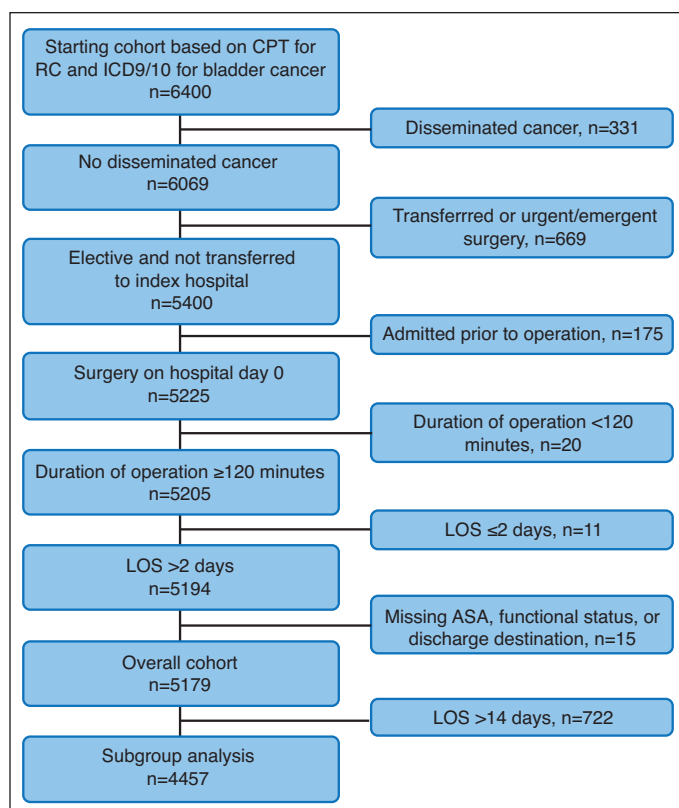 Starting cohort based on CPT for
RC and ICD9/10 for bladder cancer
n=6400
Disseminated cancer, n=331
No disseminated cancer
n=6069
Transferrred or urgent/emergent
surgery, n=669
Elective and not transferred
to index hospital
n=5400
Admitted prior to operation, n=175
Surgery on hospital day 0
n=5225
Duration of operation <120
minutes, n=20
Duration of operation ≥120 minutes
n=5205
LOS ≤2 days, n=11
LOS >2 days
n=5194
Missing ASA, functional status, or
discharge destination, n=15
Overall cohort
n=5179
LOS >14 days, n=722
Subgroup analysis
n=4457